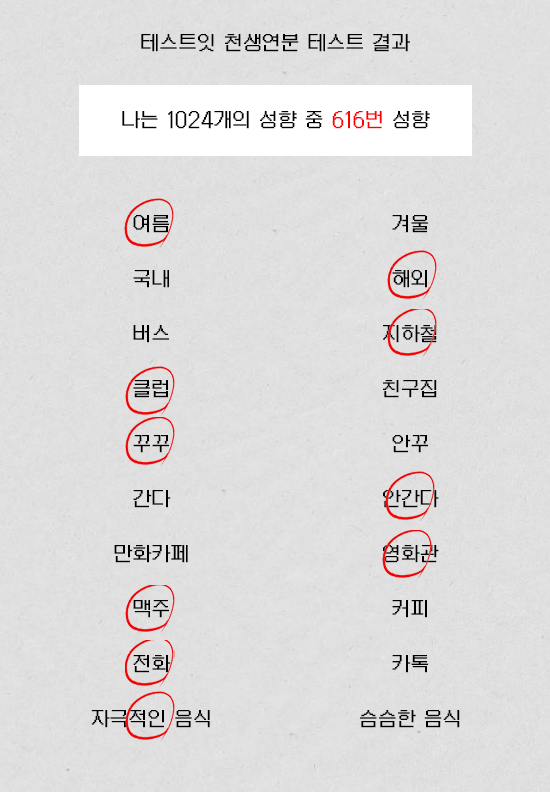 테스트잇 천생연분 테스트 결과
나는 1024개의 성향 중 616번 성향
여름 겨울
국내 해외
버스 지하철
클럽 친구집
꾸꾸 안꾸
간다 안간다
만화카페 영화관
맥주 커피
전화 카톡
자극적인 음식 슴슴한 음식